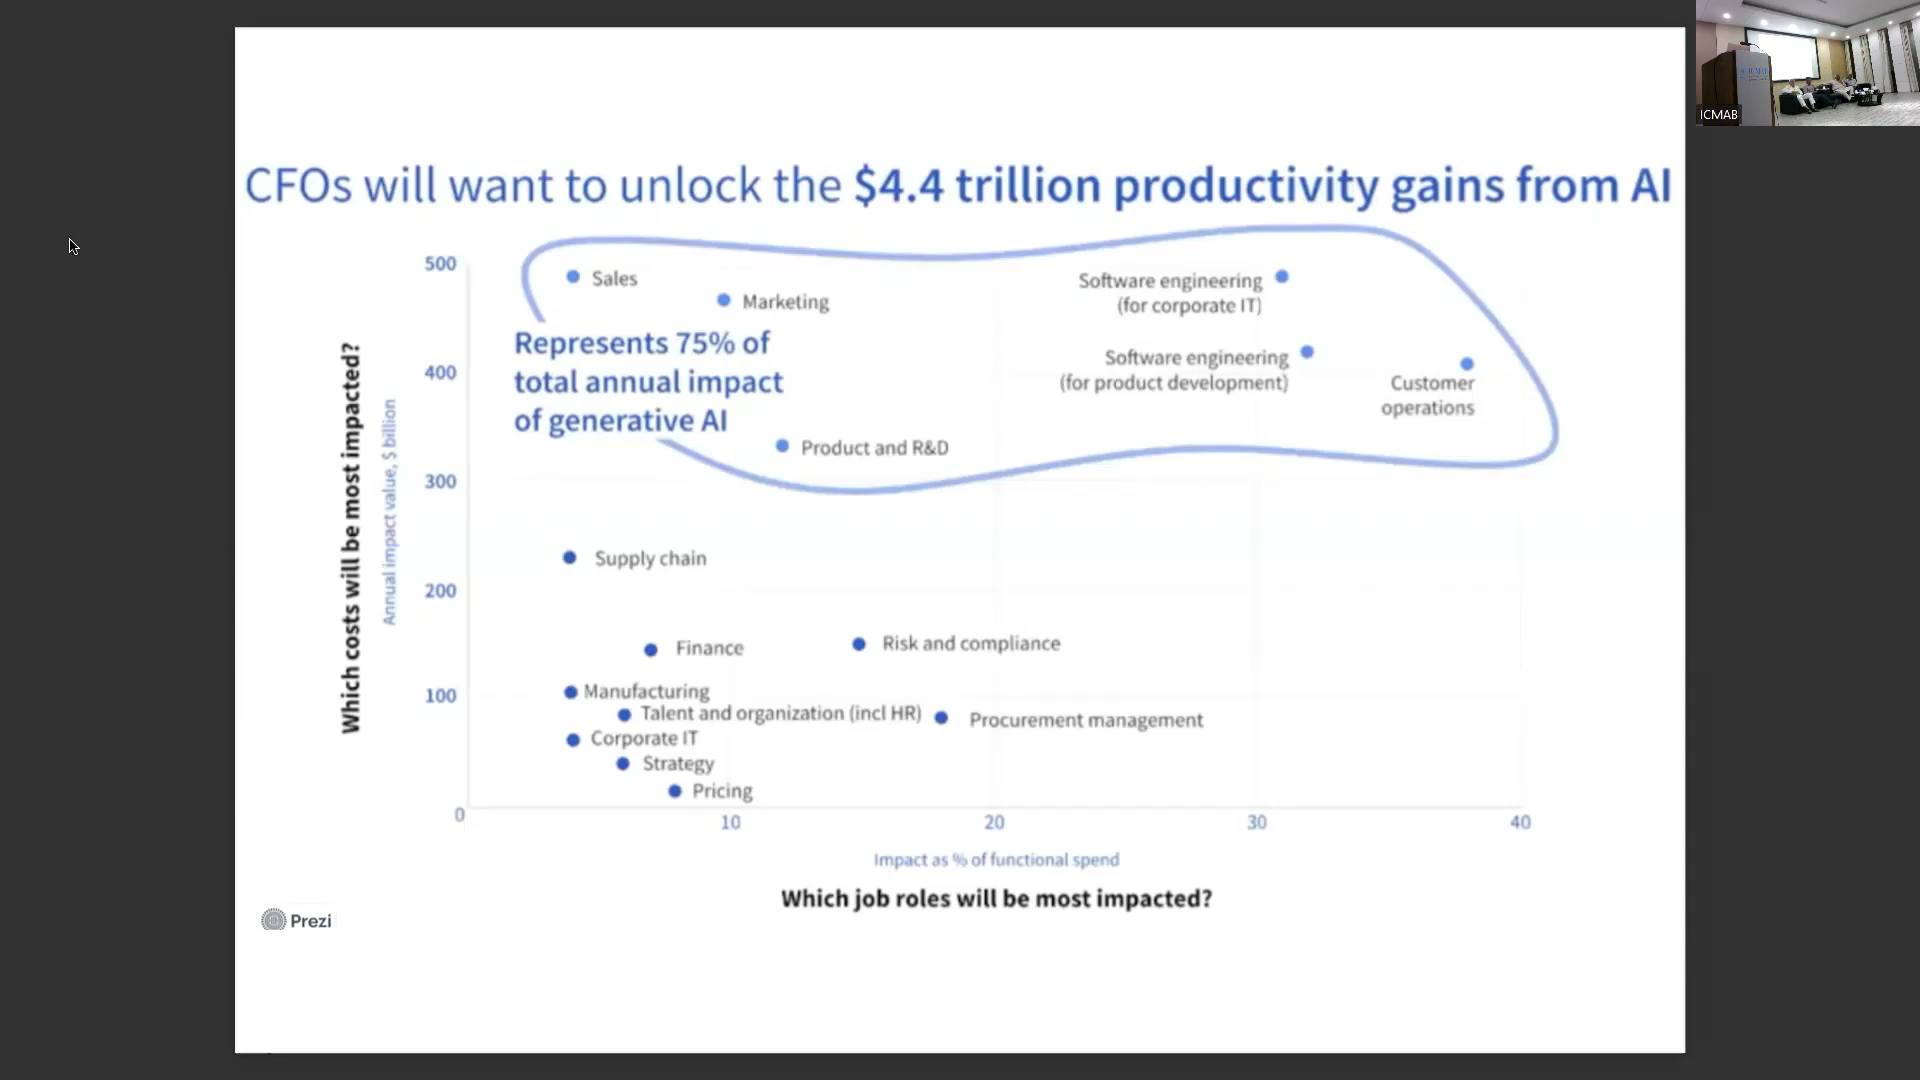 ICMAB
CFOs will want to unlock the $4.4 trillion productivity gains from AI
Which costs will be most impacted?
Annual impact value, $ billion
500
400
300
200
100
0
Sales
Marketing
Software engineering
(for corporate IT)
Represents 75% of
total annual impact
of generative AI
Software engineering
(for product development)
Customer
operations
Product and R&D
Supply chain
Finance
Risk and compliance
Manufacturing
Talent and organization (incl HR)
Procurement management
Corporate IT
Strategy
Pricing
10
20
30
40
Impact as % of functional spend
Which job roles will be most impacted?
Prezi